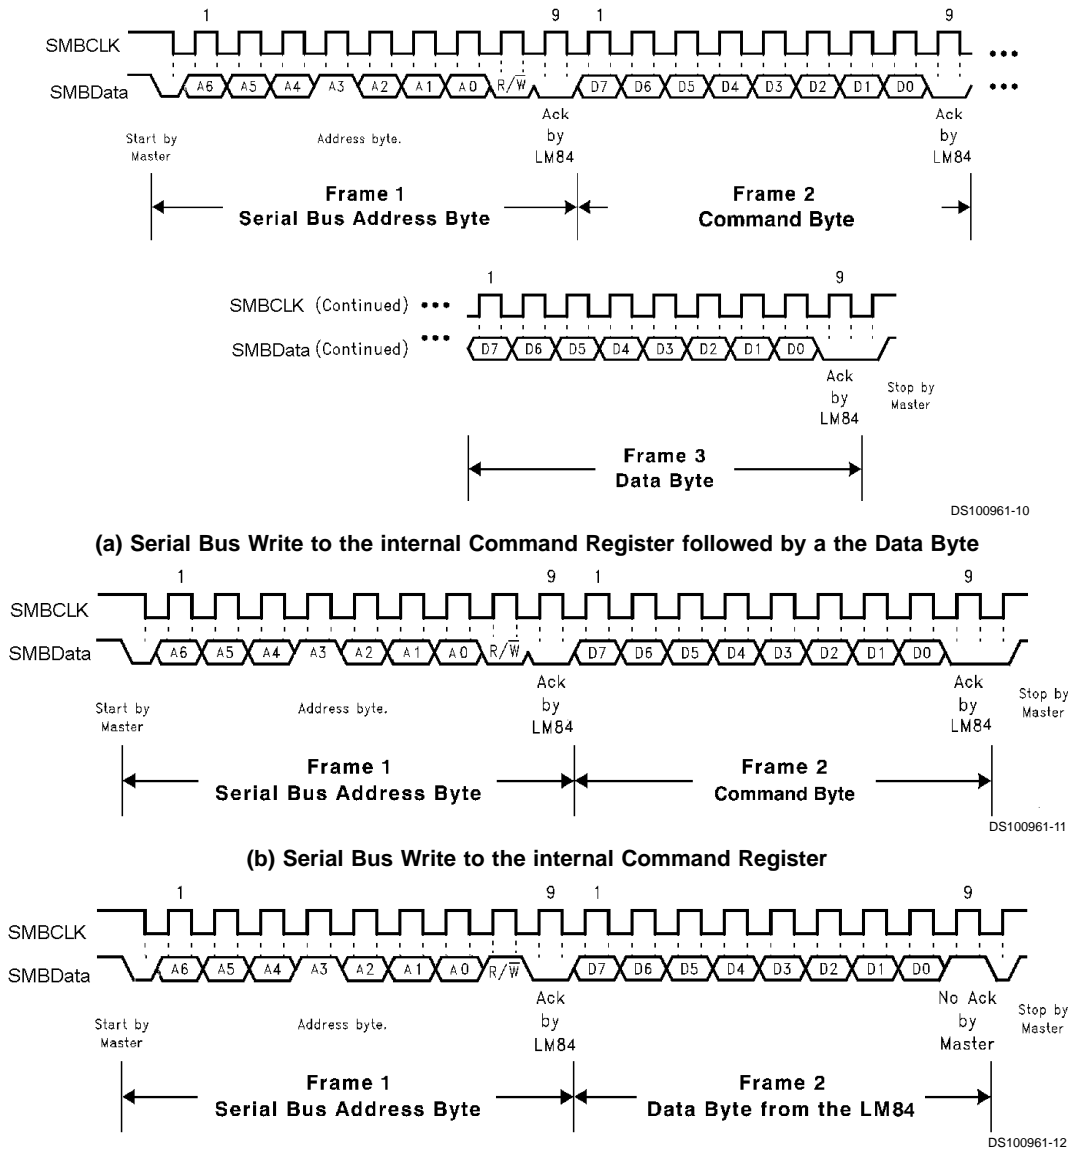 1 9 1 9
SMBCLK •••
SMBData A6 A5 A4 A3 A2 A1 A0 R/W̅ D7 D6 D5 D4 D3 D2 D1 D0 •••
Start by
Master
Address byte.
Ack
by
LM84
Ack
by
LM84
Frame 1
Serial Bus Address Byte
Frame 2
Command Byte
1 9
SMBCLK (Continued) •••
SMBData (Continued) ••• D7 D6 D5 D4 D3 D2 D1 D0
Ack
by
LM84
Stop by
Master
Frame 3
Data Byte
DS100961-10
(a) Serial Bus Write to the internal Command Register followed by a the Data Byte
1 9 1 9
SMBCLK
SMBData A6 A5 A4 A3 A2 A1 A0 R/W̅ D7 D6 D5 D4 D3 D2 D1 D0
Start by
Master
Address byte.
Ack
by
LM84
Ack
by
LM84
Stop by
Master
Frame 1
Serial Bus Address Byte
Frame 2
Command Byte
DS100961-11
(b) Serial Bus Write to the internal Command Register
1 9 1 9
SMBCLK
SMBData A6 A5 A4 A3 A2 A1 A0 R/W̅ D7 D6 D5 D4 D3 D2 D1 D0
Start by
Master
Address byte.
Ack
by
LM84
No Ack
by
Master
Stop by
Master
Frame 1
Serial Bus Address Byte
Frame 2
Data Byte from the LM84
DS100961-12